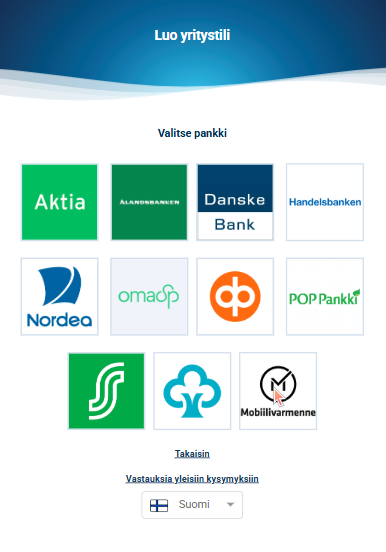 Luo yritystili
Valitse pankki
Aktia
ÅLANDSBANKEN
Danske
Bank
Handelsbanken
Nordea
omasp
POP Pankki
Mobiilivarmenne
Takaisin
Vastauksia yleisiin kysymyksiin
Suomi